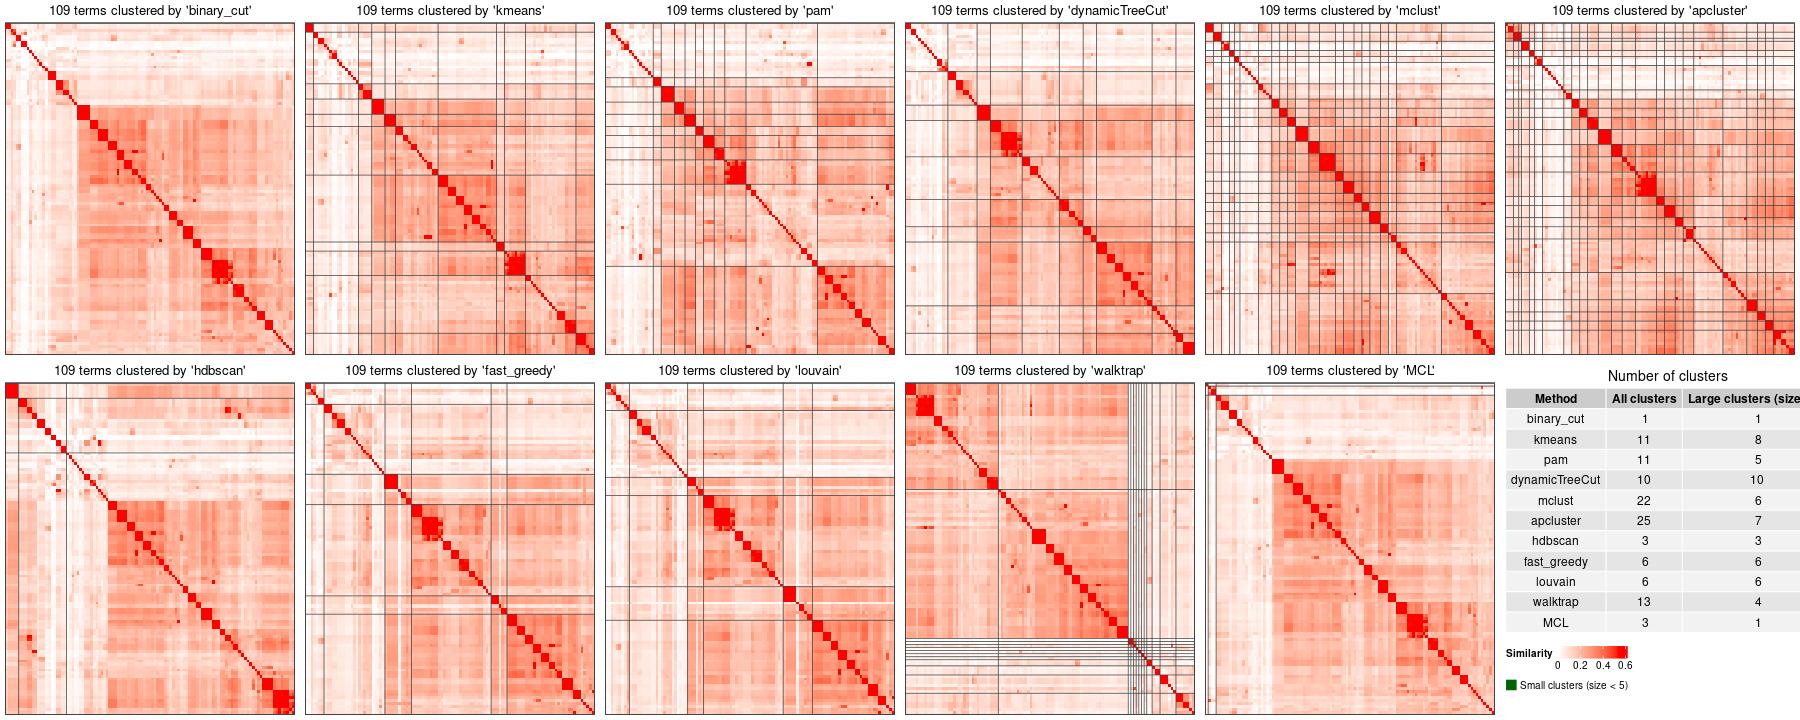 109 terms clustered by 'binary_cut'
109 terms clustered by 'kmeans'
109 terms clustered by 'pam'
109 terms clustered by 'dynamicTreeCut'
109 terms clustered by 'mclust'
109 terms clustered by 'apcluster'
109 terms clustered by 'hdbscan'
109 terms clustered by 'fast_greedy'
109 terms clustered by 'louvain'
109 terms clustered by 'walktrap'
109 terms clustered by 'MCL'
Number of clusters
Method All clusters Large clusters (size
binary_cut 1 1
kmeans 11 8
pam 11 5
dynamicTreeCut 10 10
mclust 22 6
apcluster 25 7
hdbscan 3 3
fast_greedy 6 6
louvain 6 6
walktrap 13 4
MCL 3 1
Similarity
0 0.2 0.4 0.6
Small clusters (size < 5)